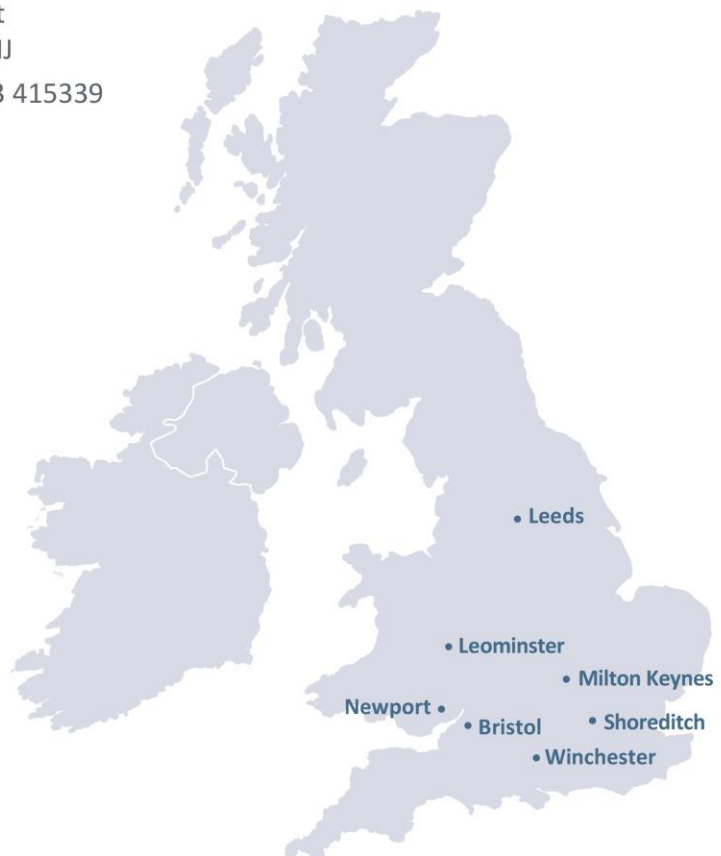 t
J
3 415339
Leeds
Leominster
Milton Keynes
Newport
Shoreditch
Bristol
Winchester